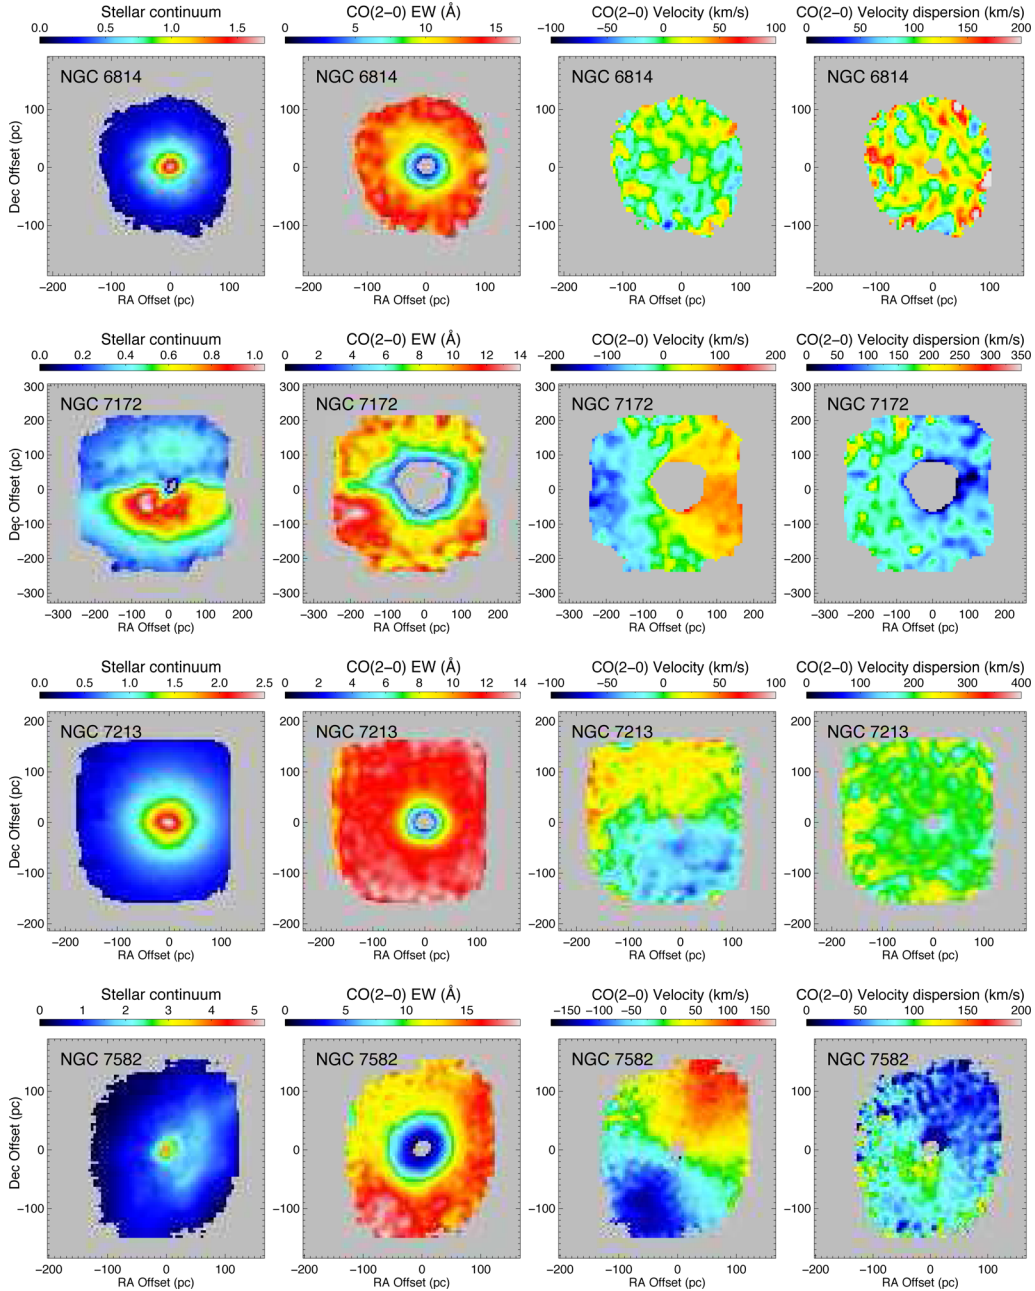 Stellar continuum CO(2−0) EW (Å) CO(2−0) Velocity (km/s) CO(2−0) Velocity dispersion (km/s)
0.0 0.5 1.0 1.5 0 5 10 15 −100 −50 0 50 100 0 50 100 150 200
NGC 6814 NGC 6814 NGC 6814 NGC 6814
100
0
−100
Dec Offset (pc)
−200 −100 0 100 −200 −100 0 100 −200 −100 0 100 −200 −100 0 100
RA Offset (pc) RA Offset (pc) RA Offset (pc) RA Offset (pc)
Stellar continuum CO(2−0) EW (Å) CO(2−0) Velocity (km/s) CO(2−0) Velocity dispersion (km/s)
0.0 0.2 0.4 0.6 0.8 1.0 0 2 4 6 8 10 12 14 −200 −100 0 100 200 0 50 100 150 200 250 300 350
NGC 7172 NGC 7172 NGC 7172 NGC 7172
300 300 300 300
200 200 200 200
100 100 100 100
0 0 0 0
−100 −100 −100 −100
−200 −200 −200 −200
−300 −300 −300 −300
Dec Offset (pc)
−300 −200 −100 0 100 200 −300 −200 −100 0 100 200 −300 −200 −100 0 100 200 −300 −200 −100 0 100 200
RA Offset (pc) RA Offset (pc) RA Offset (pc) RA Offset (pc)
Stellar continuum CO(2−0) EW (Å) CO(2−0) Velocity (km/s) CO(2−0) Velocity dispersion (km/s)
0.0 0.5 1.0 1.5 2.0 2.5 0 2 4 6 8 10 12 14 −100 −50 0 50 100 0 100 200 300 400
NGC 7213 NGC 7213 NGC 7213 NGC 7213
200 200 200 200
100 100 100 100
0 0 0 0
−100 −100 −100 −100
−200 −200 −200 −200
Dec Offset (pc)
−200 −100 0 100 −200 −100 0 100 −200 −100 0 100 −200 −100 0 100
RA Offset (pc) RA Offset (pc) RA Offset (pc) RA Offset (pc)
Stellar continuum CO(2−0) EW (Å) CO(2−0) Velocity (km/s) CO(2−0) Velocity dispersion (km/s)
0 1 2 3 4 5 0 5 10 15 −150 −100 −50 0 50 100 150 0 50 100 150 200
NGC 7582 NGC 7582 NGC 7582 NGC 7582
100 100 100 100
0 0 0 0
−100 −100 −100 −100
Dec Offset (pc)
−200 −100 0 100 −200 −100 0 100 −200 −100 0 100 −200 −100 0 100
RA Offset (pc) RA Offset (pc) RA Offset (pc) RA Offset (pc)